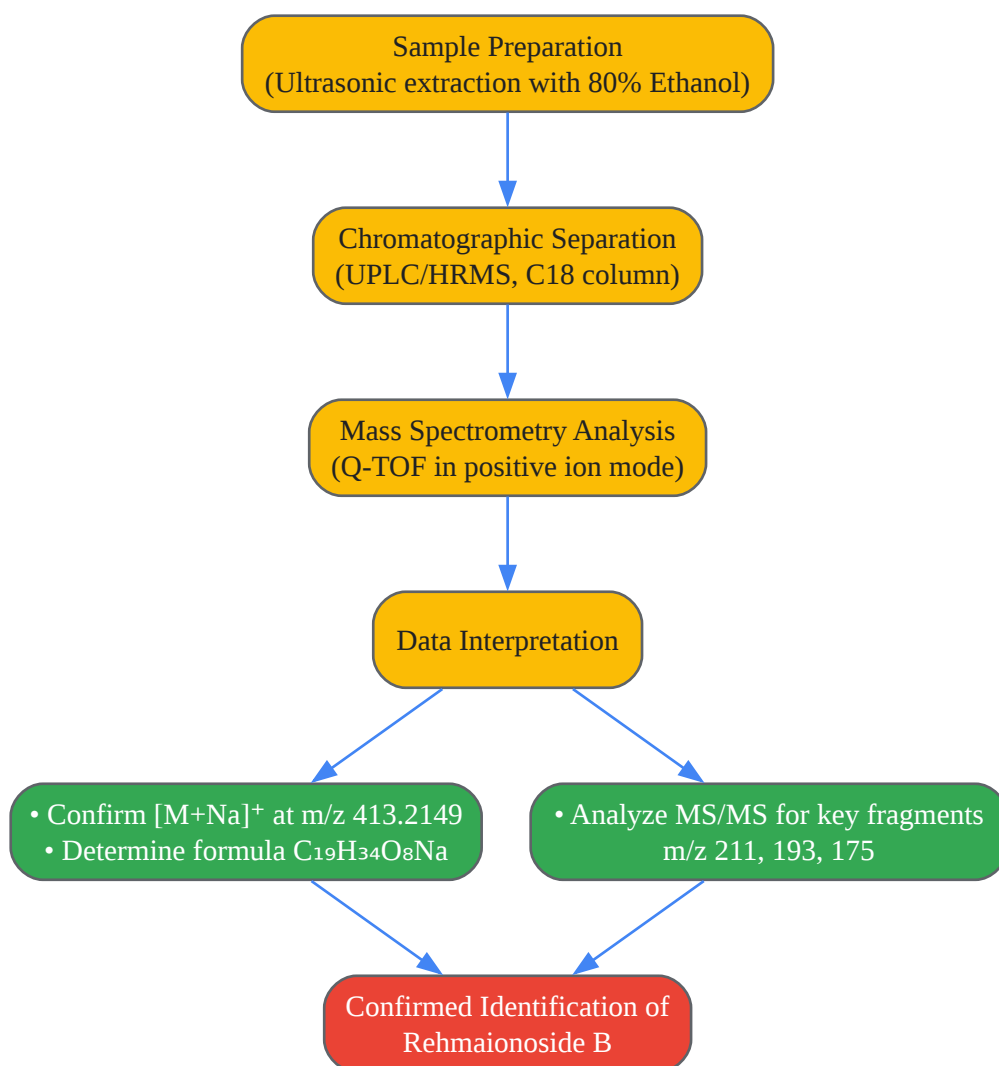 Sample Preparation
(Ultrasonic extraction with 80% Ethanol)
Chromatographic Separation
(UPLC/HRMS, C18 column)
Mass Spectrometry Analysis
(Q-TOF in positive ion mode)
Data Interpretation
• Confirm [M+Na]⁺ at m/z 413.2149
• Determine formula C₁₉H₃₄O₈Na
• Analyze MS/MS for key fragments
m/z 211, 193, 175
Confirmed Identification of
Rehmaionoside B